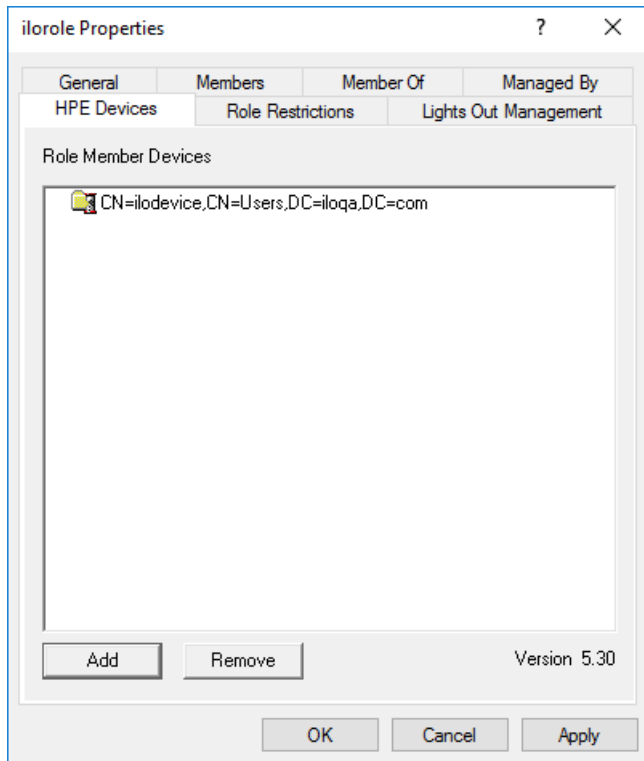 ilorole Properties ?
General Members Member Of Managed By
HPE Devices Role Restrictions Lights Out Management
Role Member Devices
CN=ilodevice,CN=Users,DC=iloqa,DC=com
Add Remove Version 5.30
OK Cancel Apply